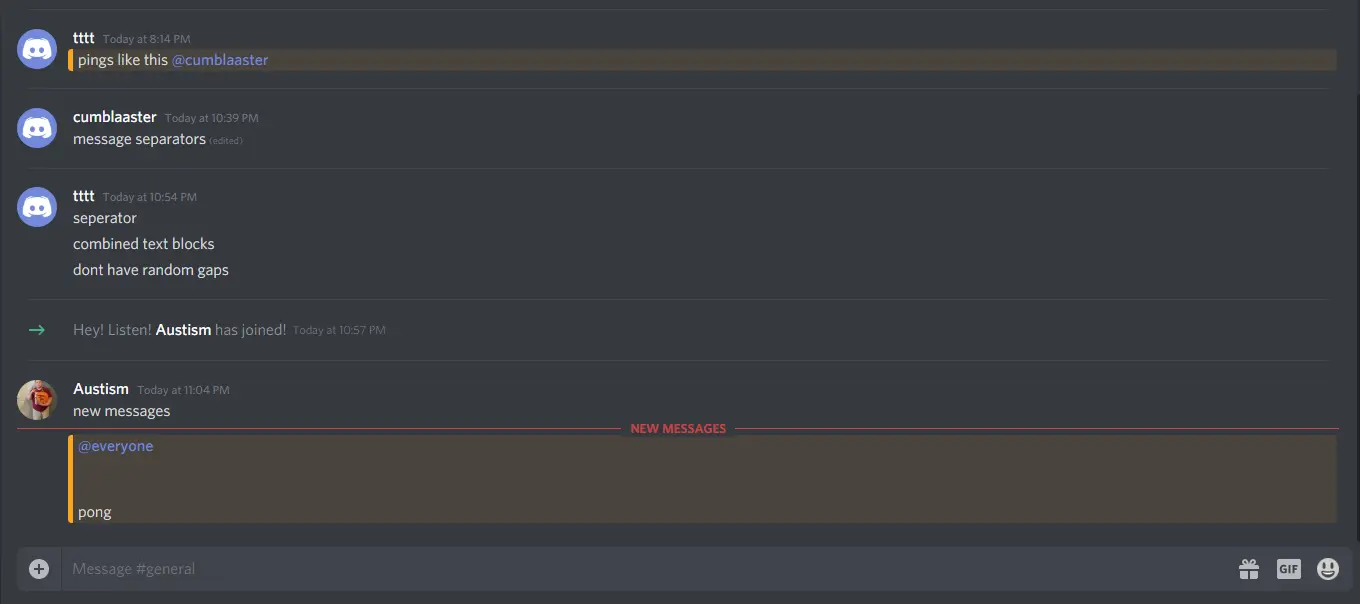 tttt Today at 8:14 PM
pings like this @cumblaaster
cumblaaster Today at 10:39 PM
message separators (edited)
tttt Today at 10:54 PM
seperator
combined text blocks
dont have random gaps
Hey! Listen! Austism has joined! Today at 10:57 PM
Austism Today at 11:04 PM
new messages
NEW MESSAGES
@everyone
pong
Message #general
GIF